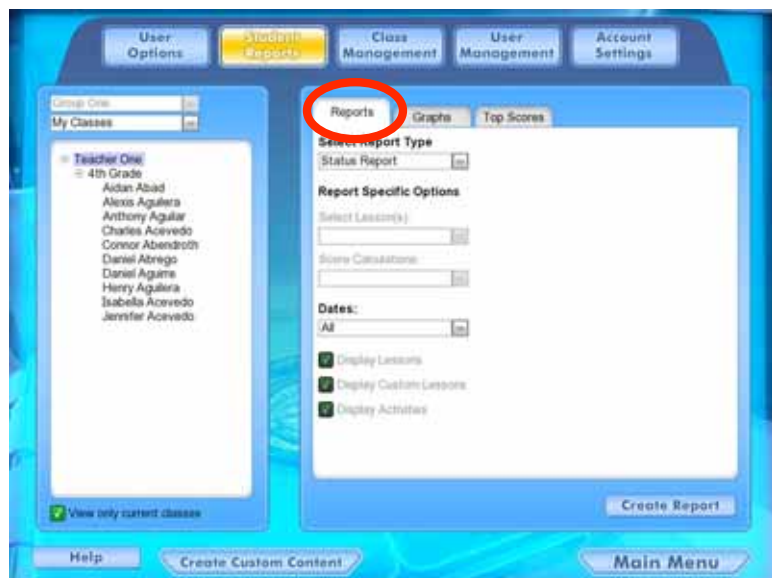 User Options
Student Reports
Class Management
User Management
Account Settings
Group One
My Classes
Teacher One
4th Grade
Aidan Abad
Alexis Aguilera
Anthony Aguilar
Charles Acevedo
Connor Abendroth
Daniel Abrego
Daniel Aguirre
Henry Aguilera
Isabella Acevedo
Jennifer Acevedo
View only current classes
Reports
Graphs
Top Scores
Select Report Type
Status Report
Report Specific Options
Select Lesson(s)
Score Calculations
Dates:
All
Display Lessons
Display Custom Lessons
Display Activities
Create Report
Help
Create Custom Content
Main Menu